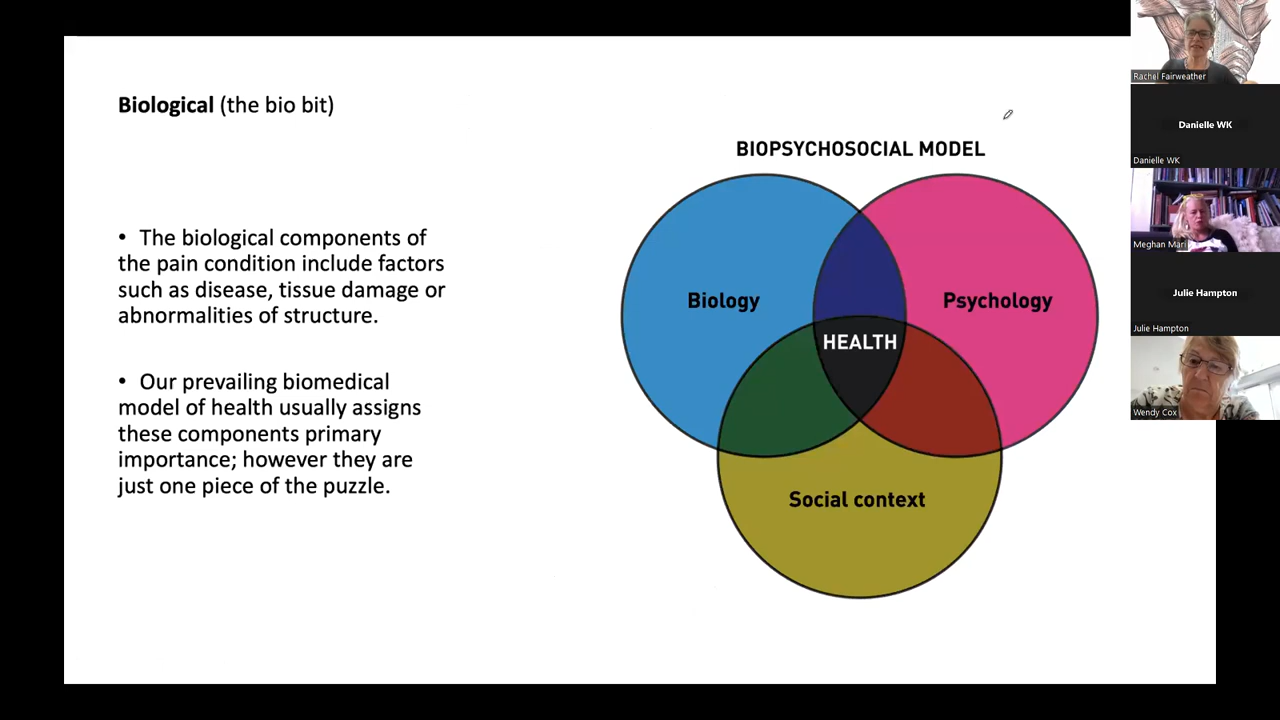 Biological (the bio bit)
• The biological components of
the pain condition include factors
such as disease, tissue damage or
abnormalities of structure.
• Our prevailing biomedical
model of health usually assigns
these components primary
importance; however they are
just one piece of the puzzle.
BIOPSYCHOSOCIAL MODEL
Biology
Psychology
HEALTH
Social context
Rachel Fairweather
Danielle WK
Danielle WK
Meghan Mari
Julie Hampton
Julie Hampton
Wendy Cox